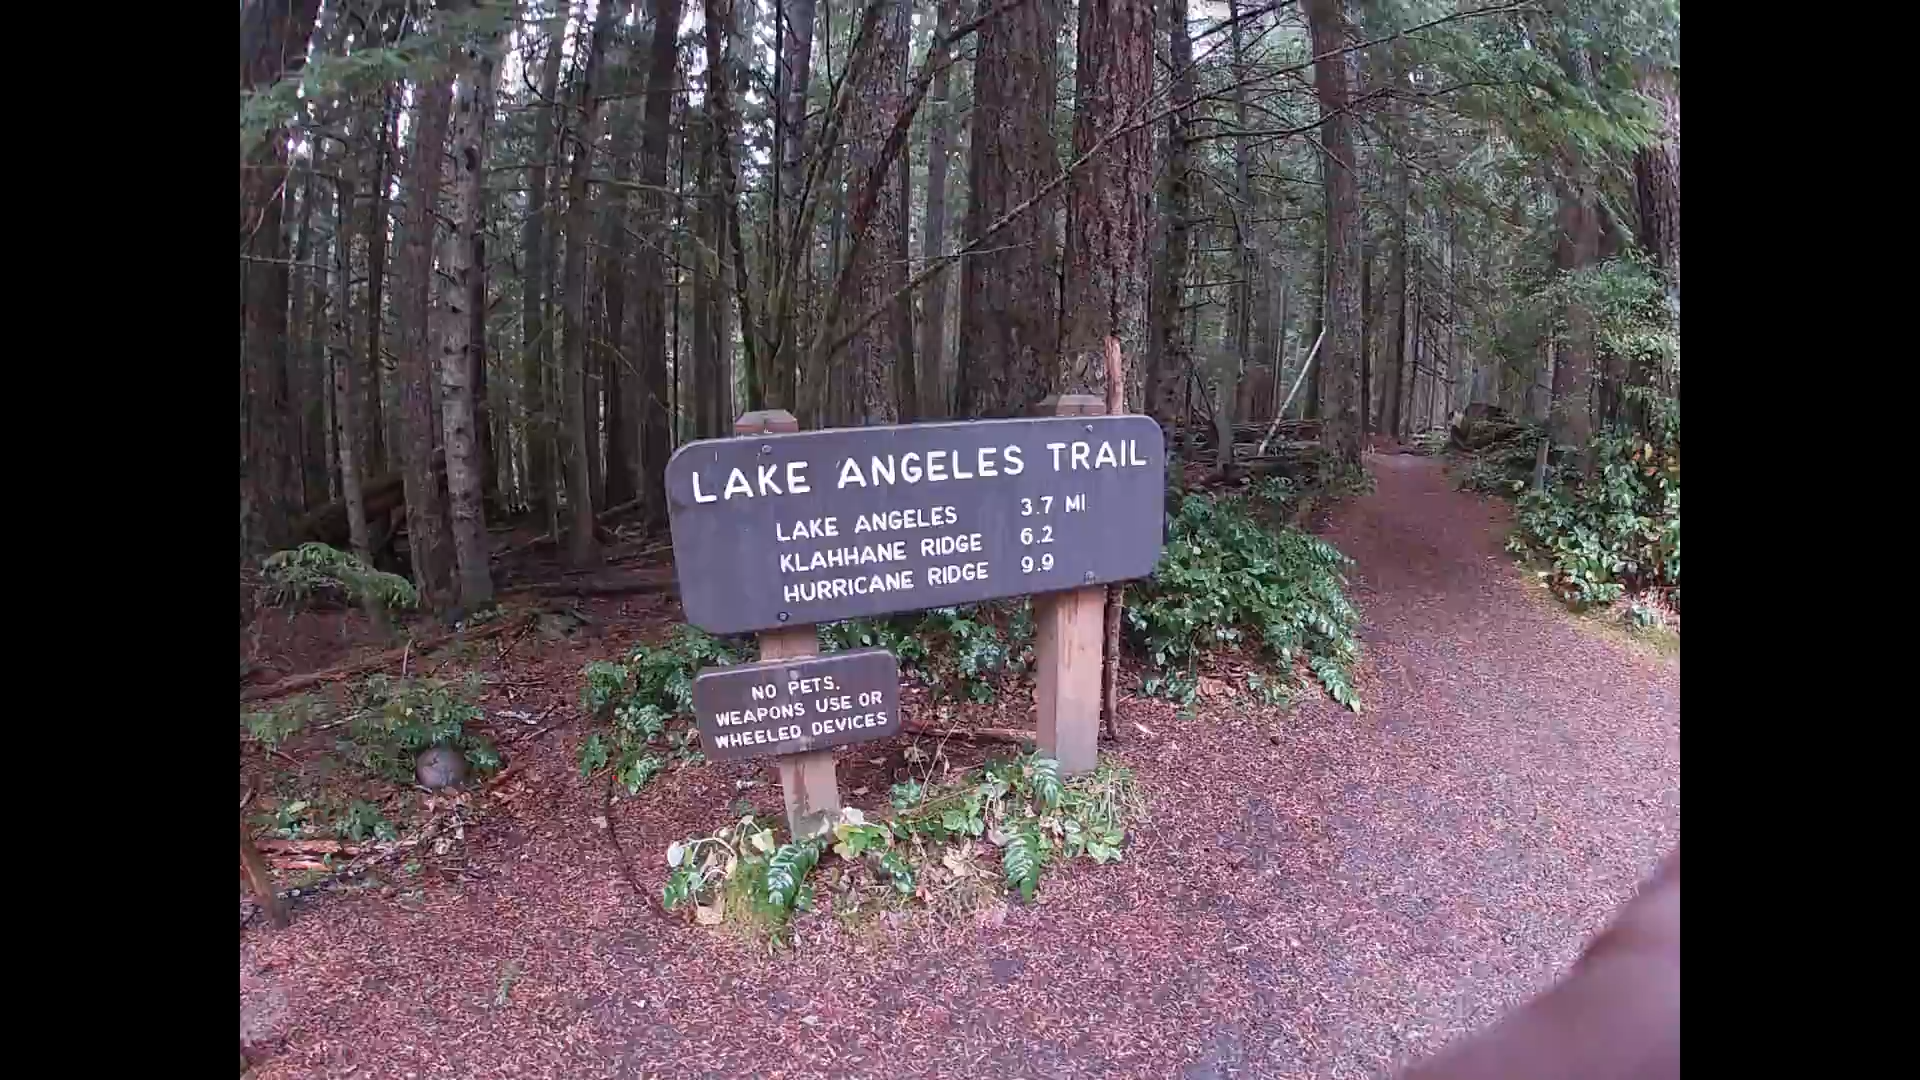 LAKE ANGELES TRAIL
LAKE ANGELES 3.7 MI
KLAHHANE RIDGE 6.2
HURRICANE RIDGE 9.9
NO PETS,
WEAPONS USE OR
WHEELED DEVICES